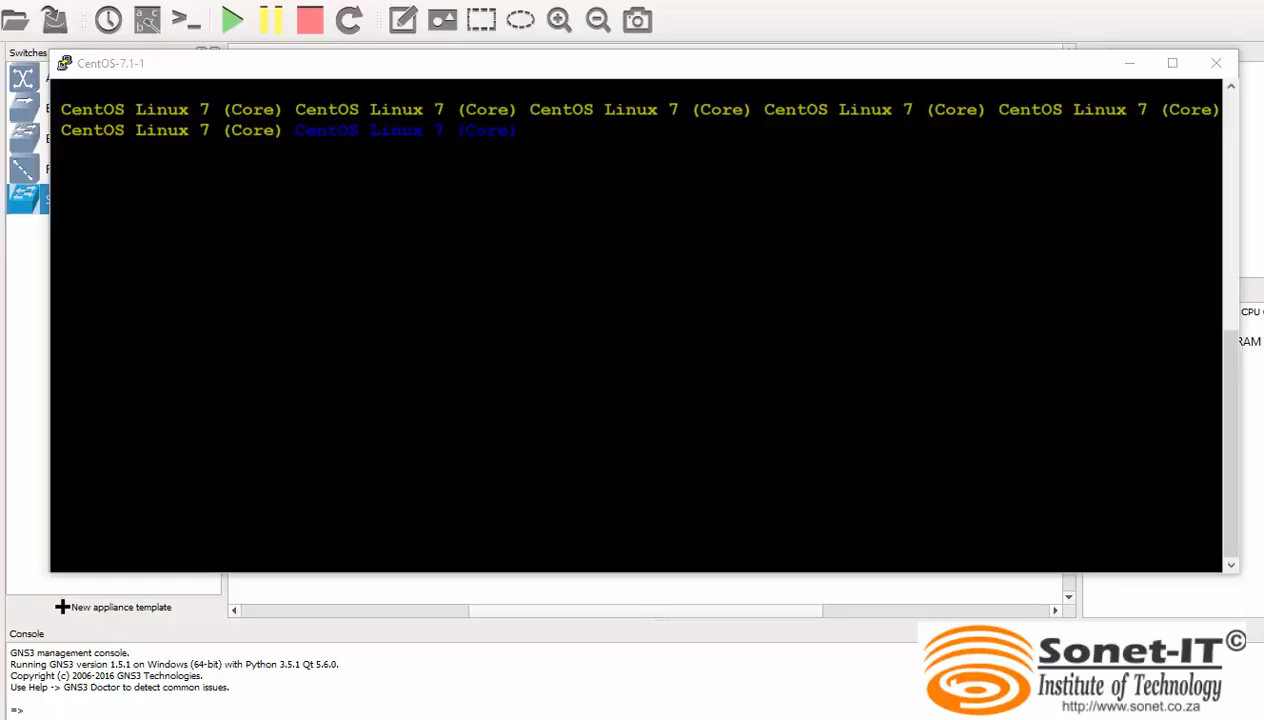 Switches
CentOS-7.1-1
CentOS Linux 7 (Core) CentOS Linux 7 (Core) CentOS Linux 7 (Core) CentOS Linux 7 (Core) CentOS Linux 7 (Core)
CentOS Linux 7 (Core) CentOS Linux 7 (Core)
CPU
RAM
New appliance template
Console
GNS3 management console.
Running GNS3 version 1.5.1 on Windows (64-bit) with Python 3.5.1 Qt 5.6.0.
Copyright (c) 2006-2016 GNS3 Technologies.
Use Help -> GNS3 Doctor to detect common issues.
=>
Sonet-IT©
Institute of Technology
http://www.sonet.co.za